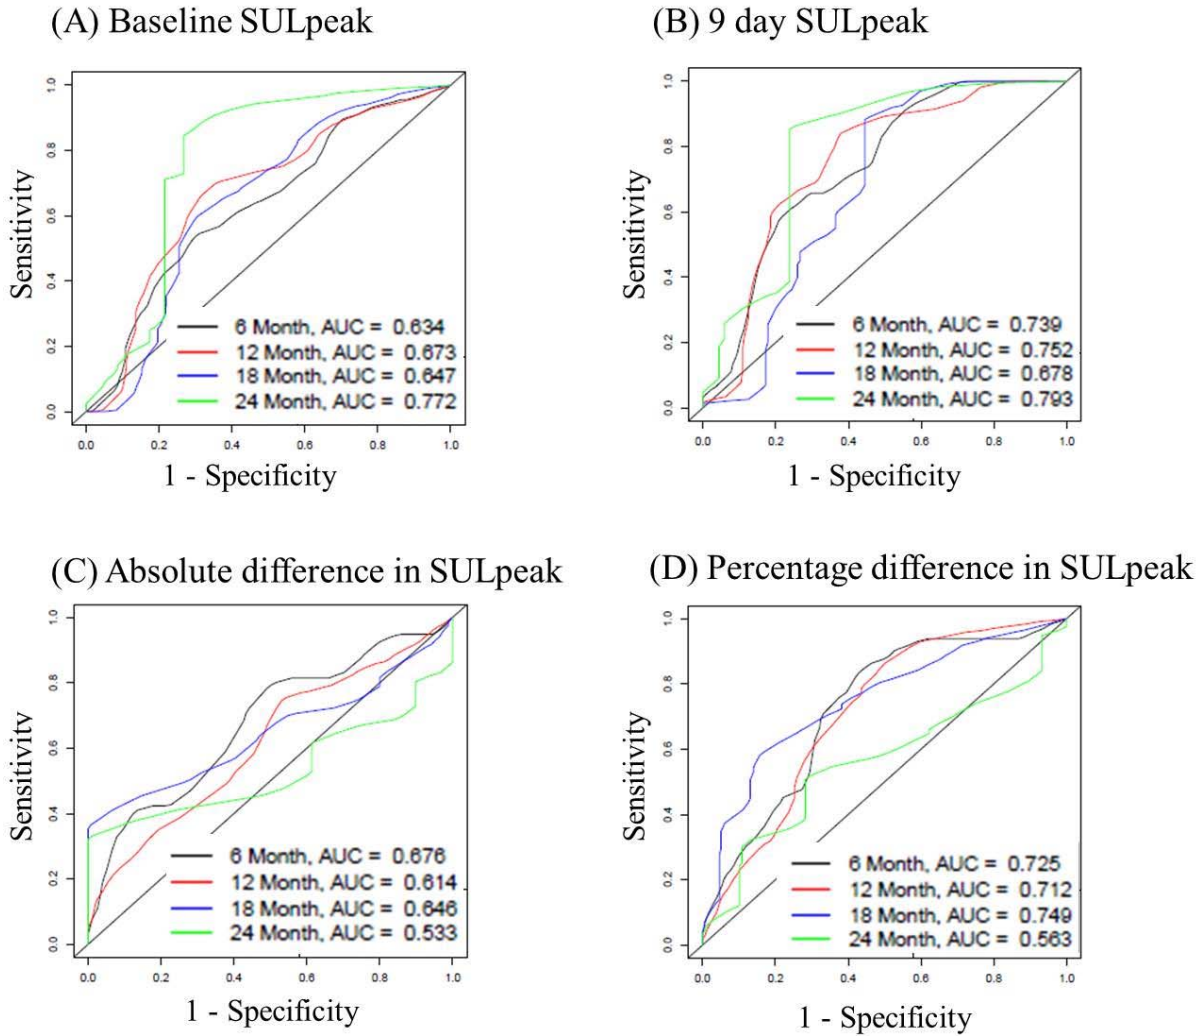 (A) Baseline SULpeak
Sensitivity
0.0 0.2 0.4 0.6 0.8 1.0
6 Month, AUC = 0.634
12 Month, AUC = 0.673
18 Month, AUC = 0.647
24 Month, AUC = 0.772
0.0 0.2 0.4 0.6 0.8 1.0
1 - Specificity
(B) 9 day SULpeak
Sensitivity
0.0 0.2 0.4 0.6 0.8 1.0
6 Month, AUC = 0.739
12 Month, AUC = 0.752
18 Month, AUC = 0.678
24 Month, AUC = 0.793
0.0 0.2 0.4 0.6 0.8 1.0
1 - Specificity
(C) Absolute difference in SULpeak
Sensitivity
0.0 0.2 0.4 0.6 0.8 1.0
6 Month, AUC = 0.676
12 Month, AUC = 0.614
18 Month, AUC = 0.646
24 Month, AUC = 0.533
0.0 0.2 0.4 0.6 0.8 1.0
1 - Specificity
(D) Percentage difference in SULpeak
Sensitivity
0.0 0.2 0.4 0.6 0.8 1.0
6 Month, AUC = 0.725
12 Month, AUC = 0.712
18 Month, AUC = 0.749
24 Month, AUC = 0.563
0.0 0.2 0.4 0.6 0.8 1.0
1 - Specificity